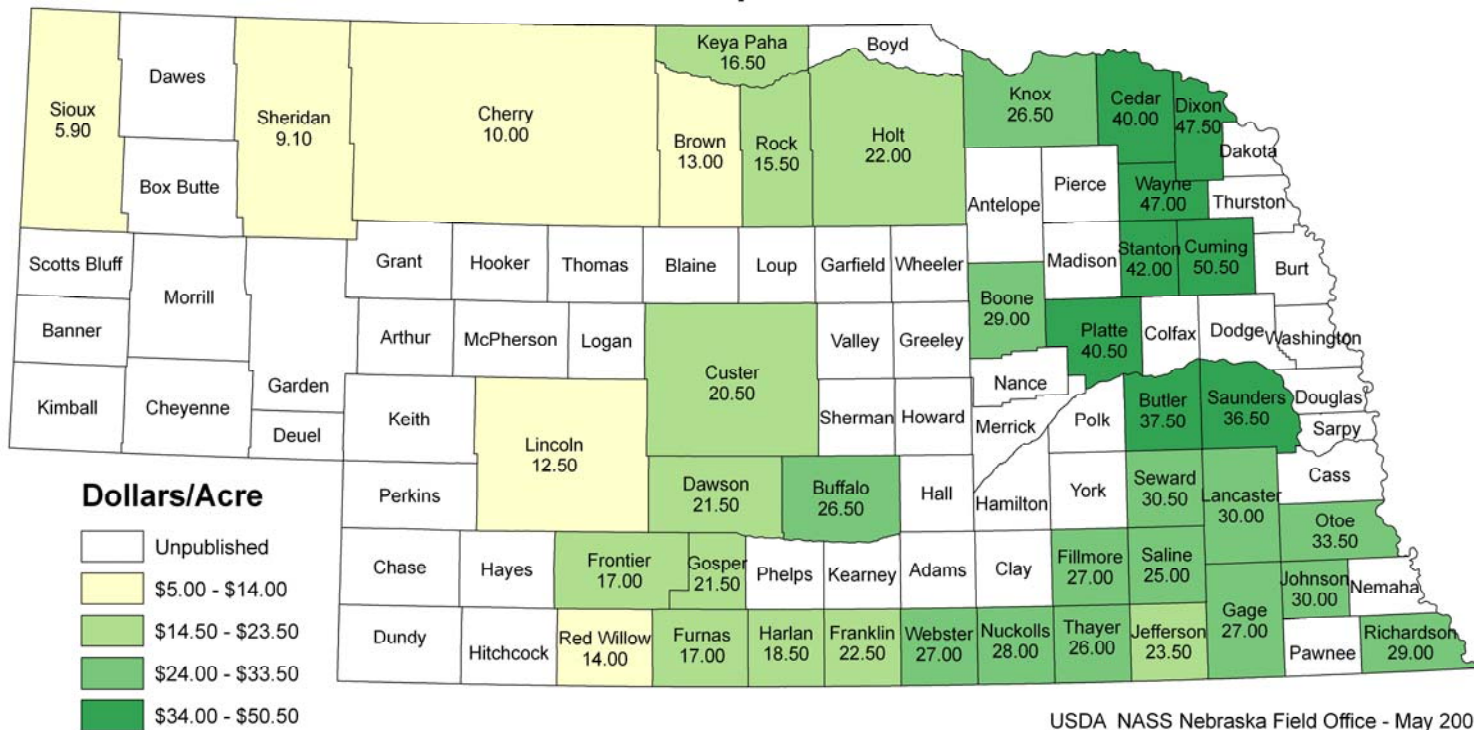 Keya Paha
16.50
Boyd
Dawes
Sioux
5.90
Sheridan
9.10
Cherry
10.00
Brown
13.00
Rock
15.50
Holt
22.00
Knox
26.50
Cedar
40.00
Dixon
47.50
Dakota
Box Butte
Antelope
Pierce
Wayne
47.00
Thurston
Scotts Bluff
Morrill
Grant
Hooker
Thomas
Blaine
Loup
Garfield
Wheeler
Madison
Stanton
42.00
Cuming
50.50
Burt
Banner
Arthur
McPherson
Logan
Custer
20.50
Valley
Greeley
Boone
29.00
Platte
40.50
Colfax
Dodge
Washington
Kimball
Cheyenne
Garden
Deuel
Keith
Lincoln
12.50
Sherman
Howard
Nance
Merrick
Polk
Butler
37.50
Saunders
36.50
Douglas
Sarpy
Perkins
Dawson
21.50
Buffalo
26.50
Hall
Hamilton
York
Seward
30.50
Lancaster
30.00
Cass
Otoe
33.50
Chase
Hayes
Frontier
17.00
Gosper
21.50
Phelps
Kearney
Adams
Clay
Fillmore
27.00
Saline
25.00
Gage
27.00
Johnson
30.00
Nemaha
Dundy
Hitchcock
Red Willow
14.00
Furnas
17.00
Harlan
18.50
Franklin
22.50
Webster
27.00
Nuckolls
28.00
Thayer
26.00
Jefferson
23.50
Pawnee
Richardson
29.00
Dollars/Acre
Unpublished
$5.00 - $14.00
$14.50 - $23.50
$24.00 - $33.50
$34.00 - $50.50
USDA NASS Nebraska Field Office - May 200